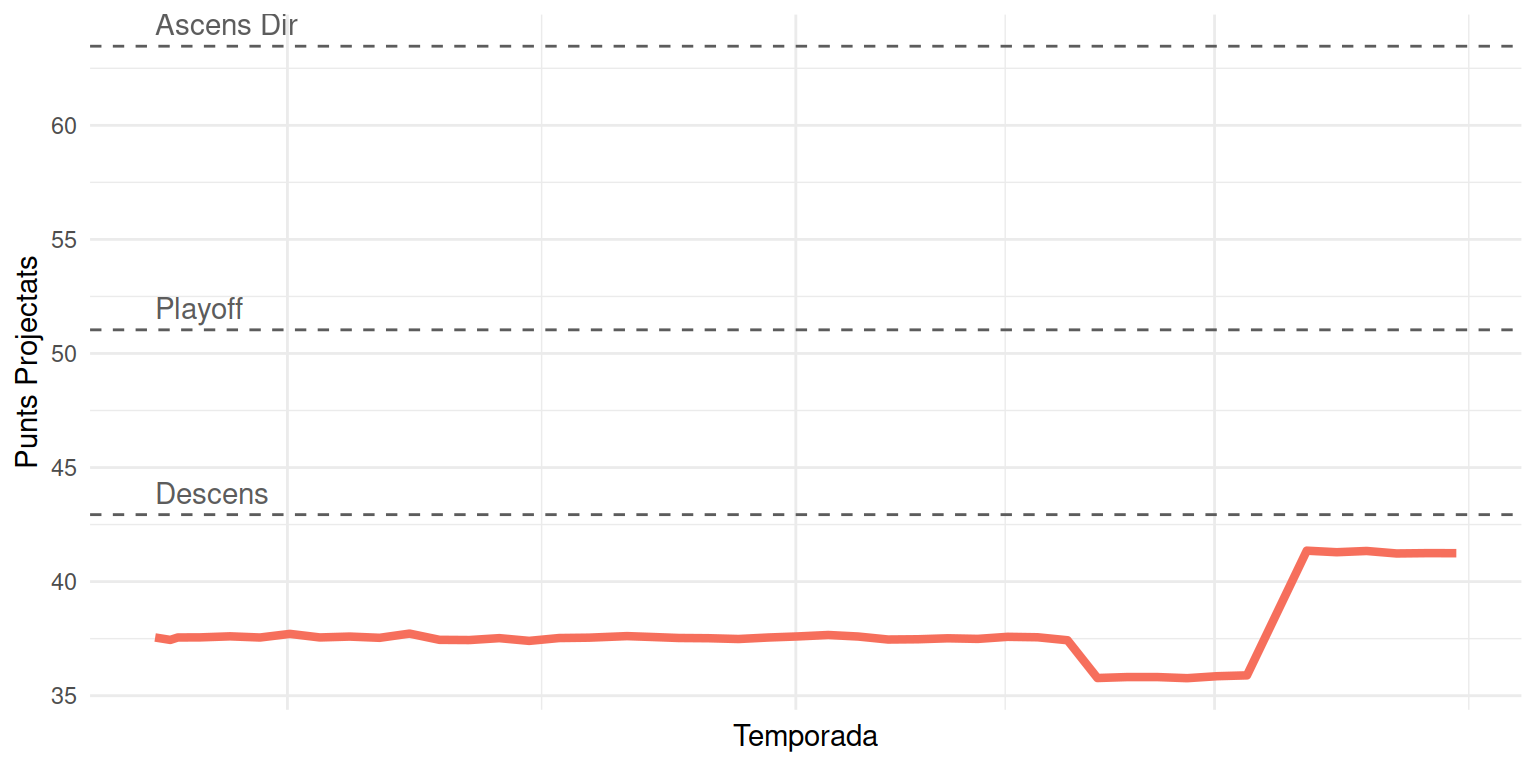 Ascens Dir
60
55
Playoff
50
45
Descens
40
35
Punts Projectats
Temporada